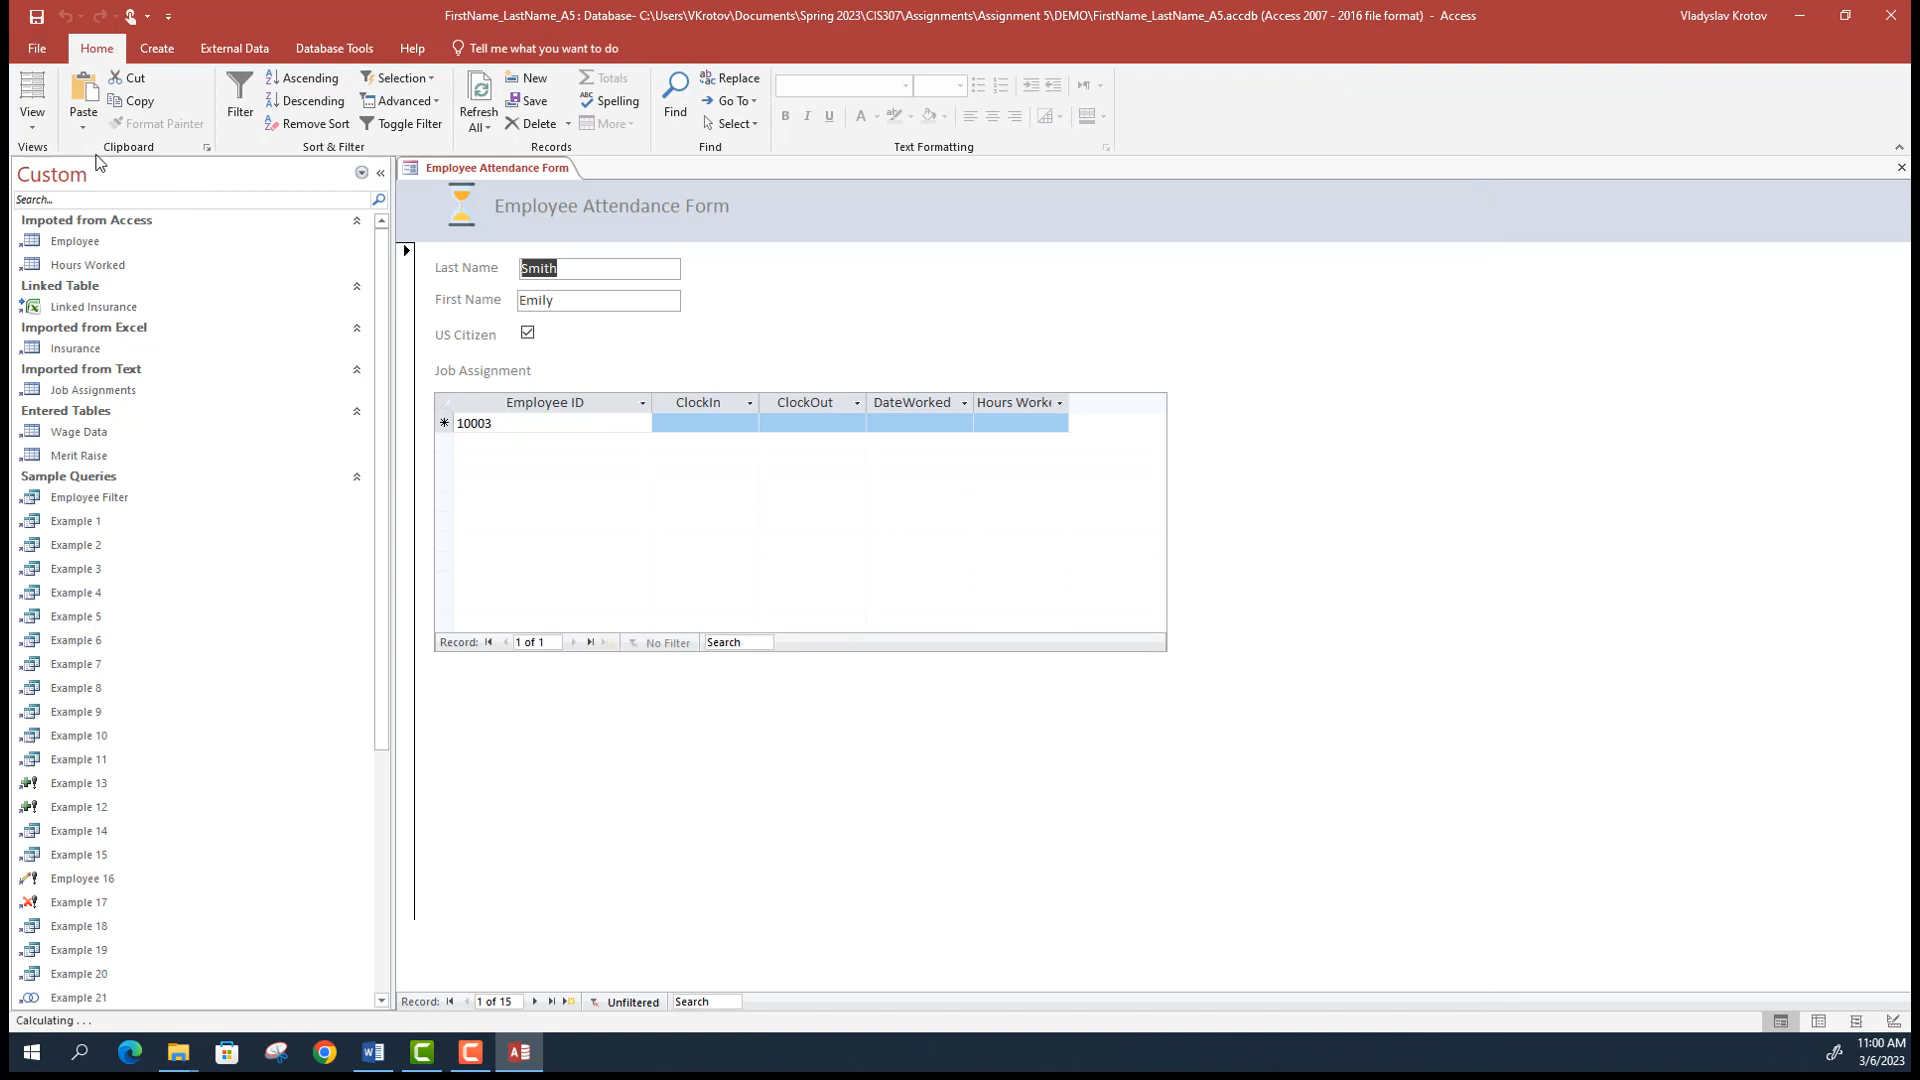 FirstName_LastName_A5 : Database- C:\Users\VKrotov\Documents\Spring 2023\CIS307\Assignments\Assignment 5\DEMO\FirstName_LastName_A5.accdb (Access 2007 - 2016 file format) - Access
Vladyslav Krotov
File Home Create External Data Database Tools Help Tell me what you want to do
View
Views
Paste
Cut
Copy
Format Painter
Clipboard
Filter
Ascending
Descending
Remove Sort
Selection
Advanced
Toggle Filter
Sort & Filter
Refresh
All
New
Save
Delete
Totals
Spelling
More
Records
Find
Replace
Go To
Select
Find
B I U A
Text Formatting
Custom
Search...
Impoted from Access
Employee
Hours Worked
Linked Table
Linked Insurance
Imported from Excel
Insurance
Imported from Text
Job Assignments
Entered Tables
Wage Data
Merit Raise
Sample Queries
Employee Filter
Example 1
Example 2
Example 3
Example 4
Example 5
Example 6
Example 7
Example 8
Example 9
Example 10
Example 11
Example 13
Example 12
Example 14
Example 15
Employee 16
Example 17
Example 18
Example 19
Example 20
Example 21
Employee Attendance Form
Employee Attendance Form
Last Name Smith
First Name Emily
US Citizen
Job Assignment
Employee ID ClockIn ClockOut DateWorked Hours Worke
10003
Record: 1 of 1 No Filter Search
Record: 1 of 15 Unfiltered Search
Calculating . . .
11:00 AM
3/6/2023